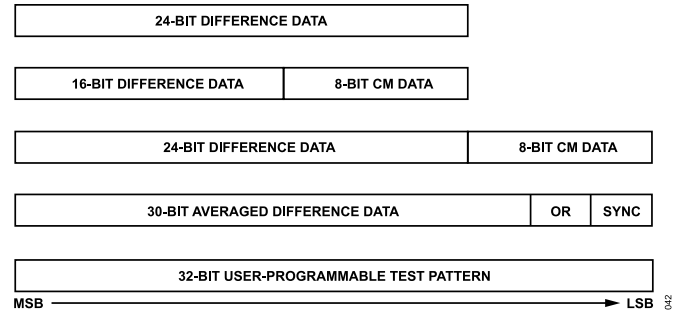 24-BIT DIFFERENCE DATA
16-BIT DIFFERENCE DATA 8-BIT CM DATA
24-BIT DIFFERENCE DATA 8-BIT CM DATA
30-BIT AVERAGED DIFFERENCE DATA OR SYNC
32-BIT USER-PROGRAMMABLE TEST PATTERN
MSB LSB
042